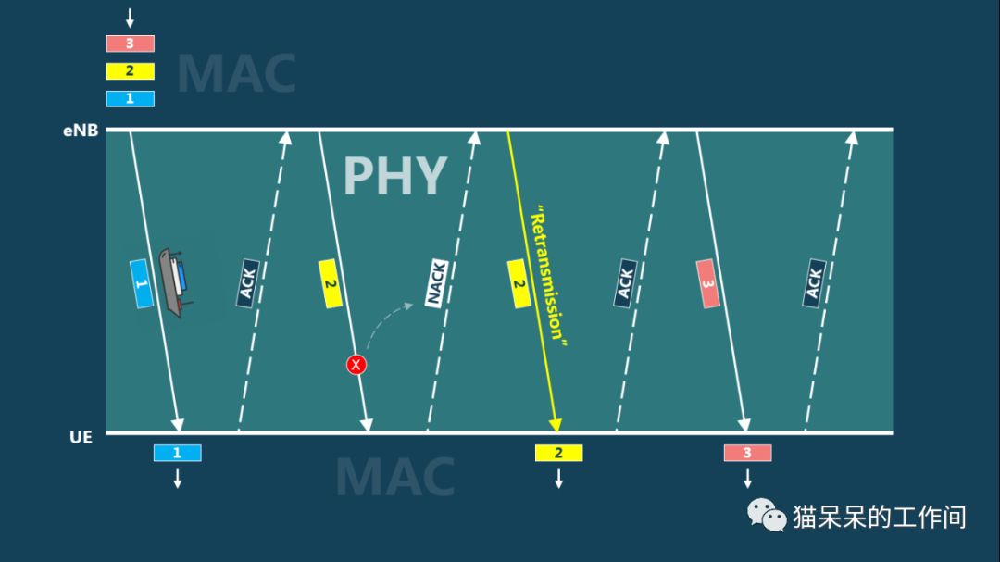 3
MAC
2
1
eNB
PHY
1
ACK
2
NACK
2
"Retransmission"
ACK
3
ACK
X
UE
1
2
3
MAC
猫呆呆的工作间